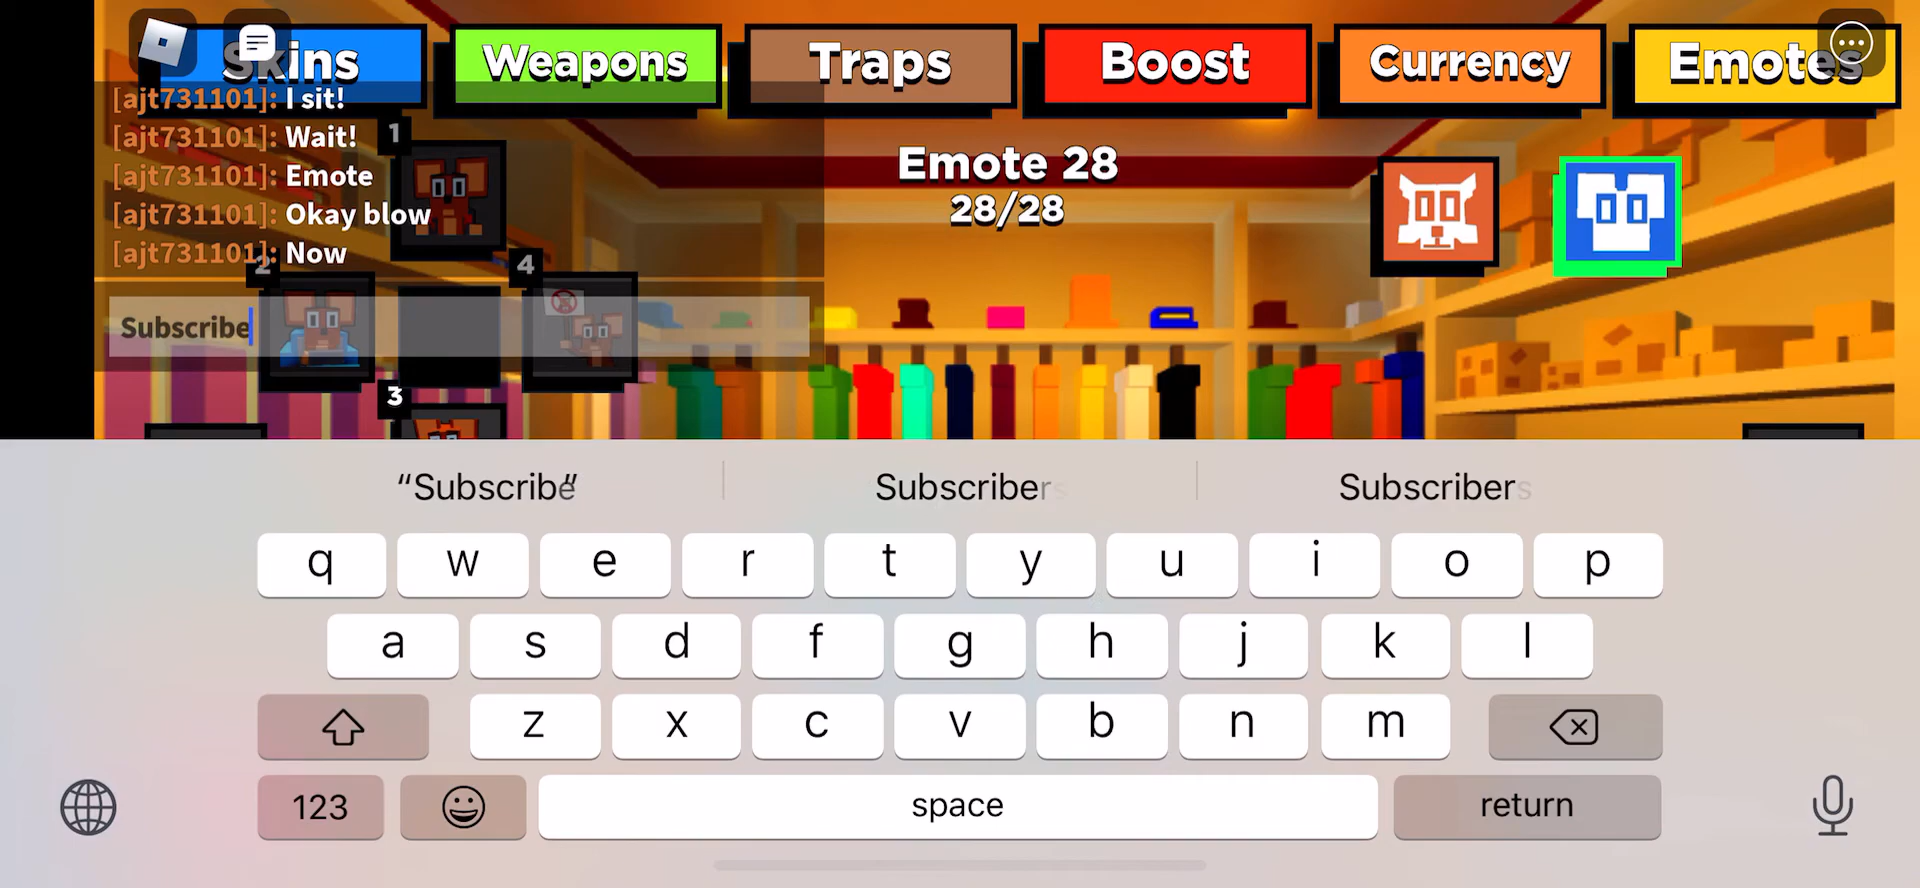 Skins Weapons Traps Boost Currency Emotes
[ajt731101]: I sit!
[ajt731101]: Wait!
[ajt731101]: Emote
[ajt731101]: Okay blow
[ajt731101]: Now
1
2
4
3
Emote 28
28/28
Subscribe
“Subscribe” Subscribers Subscribers
q w e r t y u i o p
a s d f g h j k l
z x c v b n m
123 space return